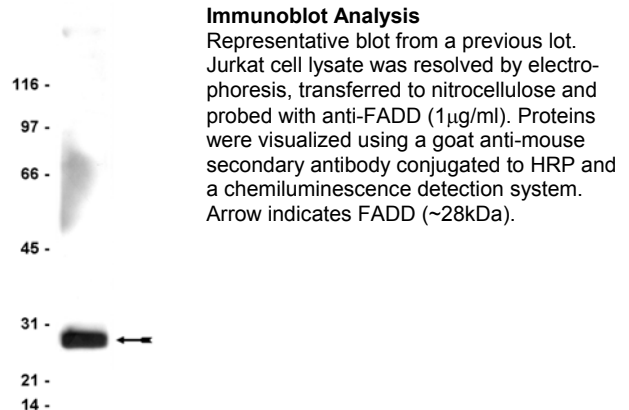 Immunoblot Analysis
Representative blot from a previous lot.
Jurkat cell lysate was resolved by electro-
phoresis, transferred to nitrocellulose and
probed with anti-FADD (1μg/ml). Proteins
were visualized using a goat anti-mouse
secondary antibody conjugated to HRP and
a chemiluminescence detection system.
Arrow indicates FADD (~28kDa).
116 -
97 -
66 -
45 -
31 -
21 -
14 -